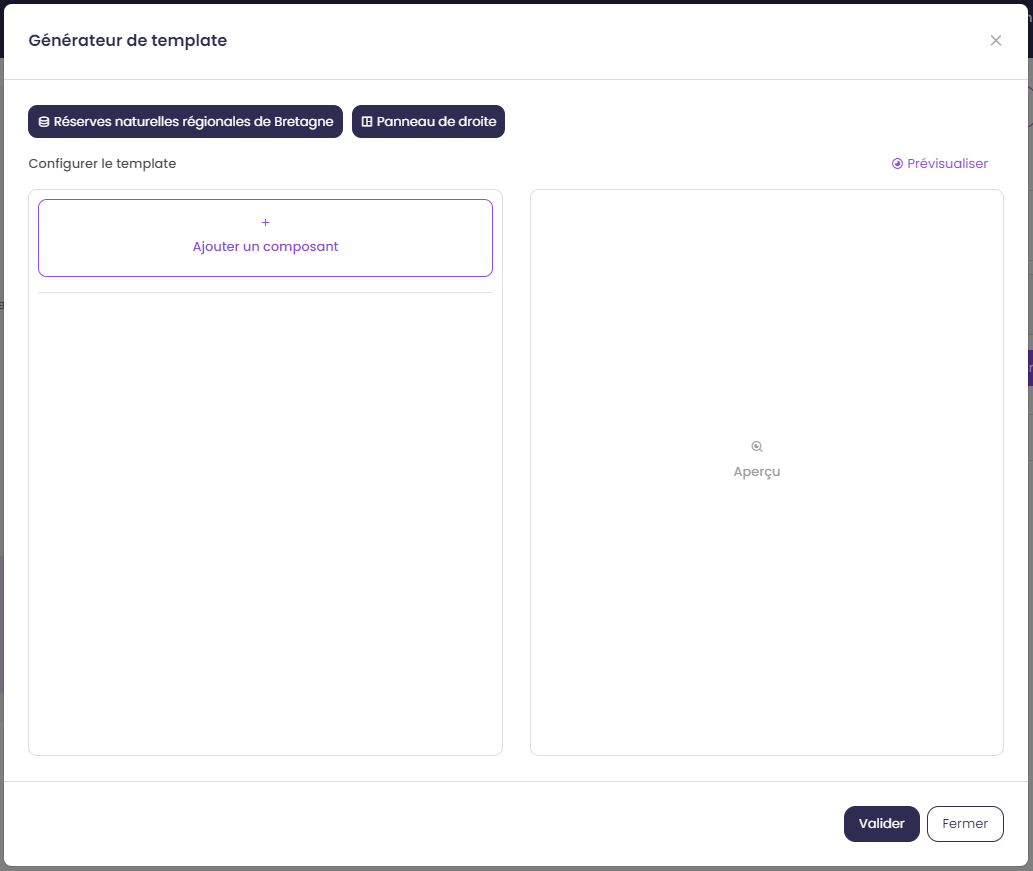 Générateur de template
Réserves naturelles régionales de Bretagne
Panneau de droite
Configurer le template
Prévisualiser
+
Ajouter un composant
Aperçu
Valider
Fermer